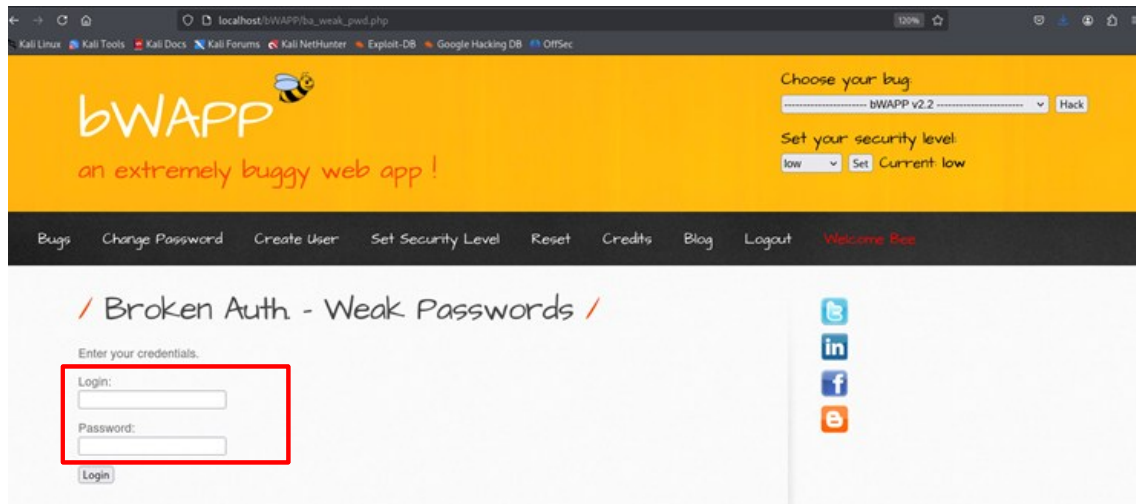 localhost/bWAPP/ba_weak_pwd.php 120%
Kali Linux Kali Tools Kali Docs Kali Forums Kali NetHunter Exploit-DB Google Hacking DB OffSec
bWAPP
an extremely buggy web app !
Choose your bug:
---------------------- bWAPP v2.2 ----------------------- Hack
Set your security level:
low Set Current: low
Bugs Change Password Create User Set Security Level Reset Credits Blog Logout Welcome Bee
/ Broken Auth. - Weak Passwords /
Enter your credentials.
Login:
Password:
Login